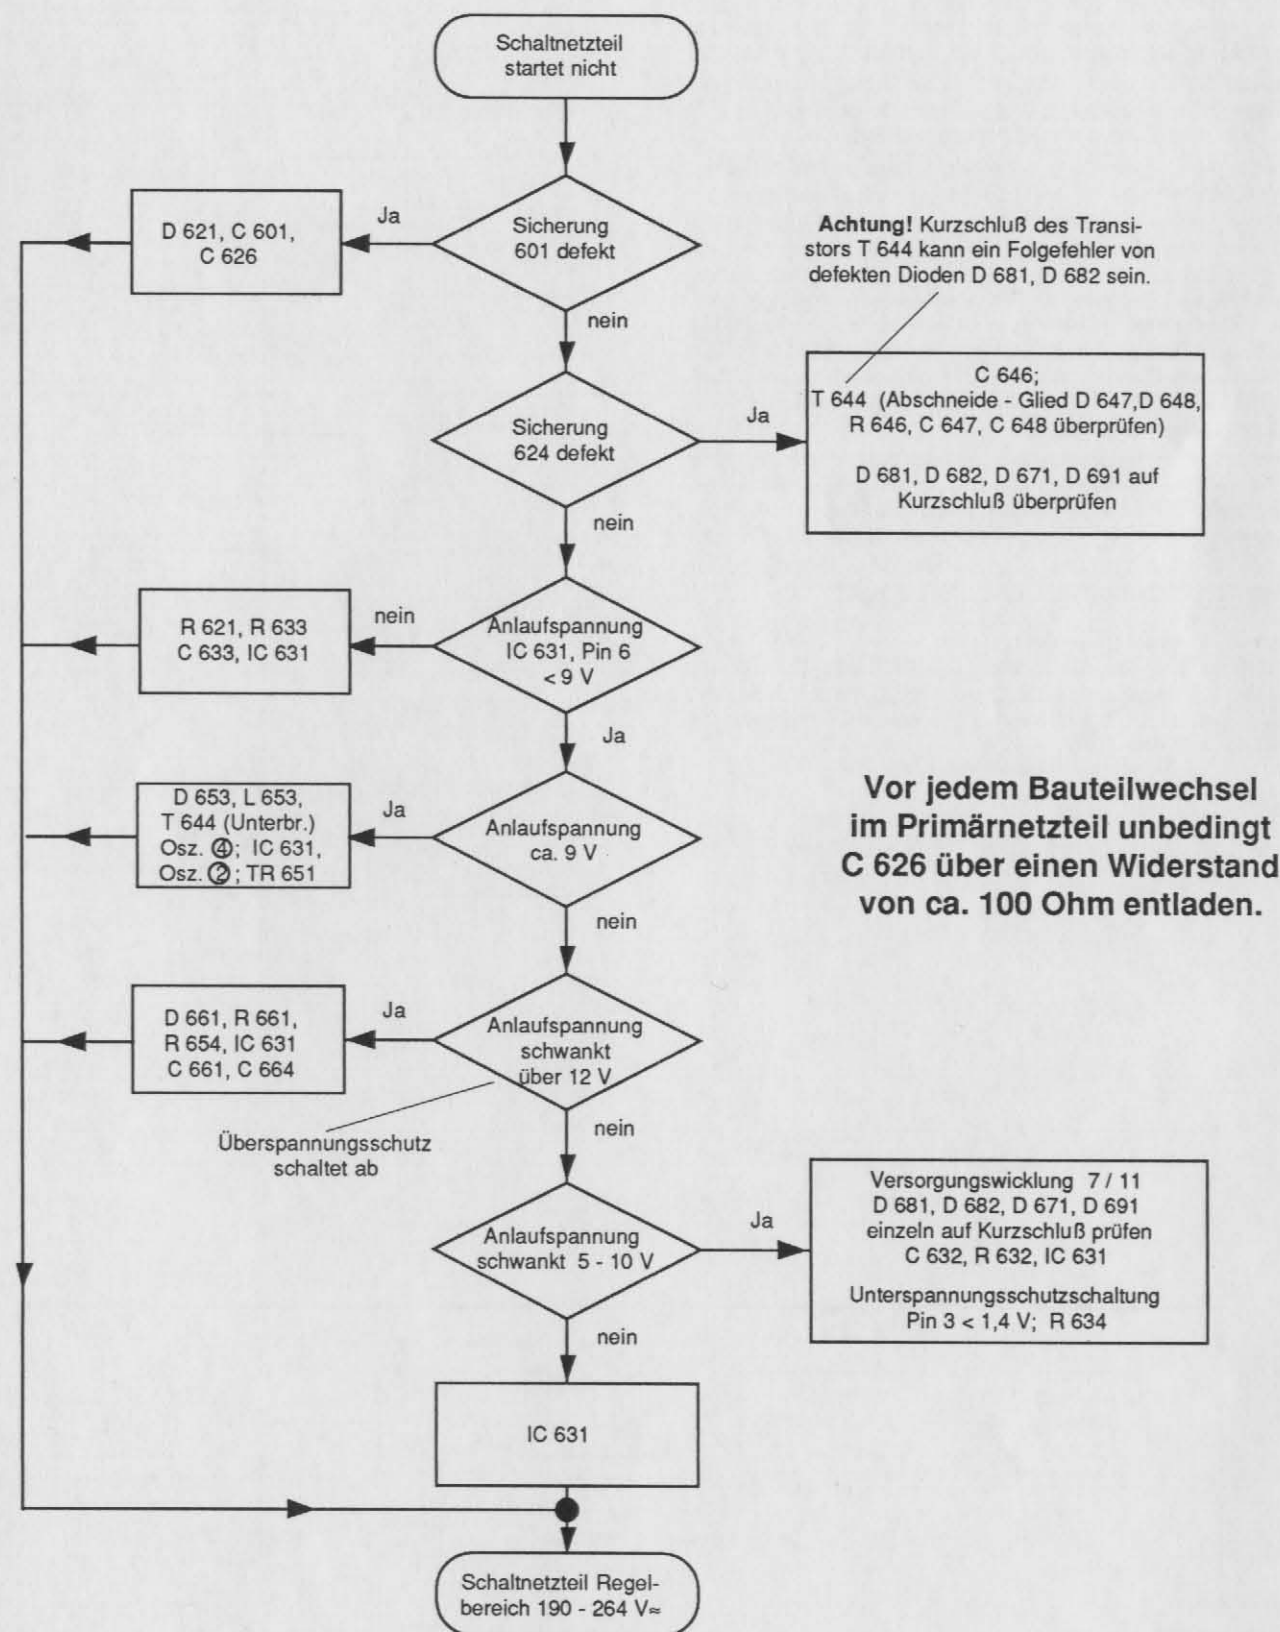 Schaltnetzteil
startet nicht
Sicherung
601 defekt
Ja
D 621, C 601,
C 626
nein
Achtung! Kurzschluß des Transi-
stors T 644 kann ein Folgefehler von
defekten Dioden D 681, D 682 sein.
Sicherung
624 defekt
Ja
C 646;
T 644 (Abschneide - Glied D 647,D 648,
R 646, C 647, C 648 überprüfen)
D 681, D 682, D 671, D 691 auf
Kurzschluß überprüfen
nein
Anlaufspannung
IC 631, Pin 6
< 9 V
nein
R 621, R 633
C 633, IC 631
Ja
Anlaufspannung
ca. 9 V
Ja
D 653, L 653,
T 644 (Unterbr.)
Osz. ④; IC 631,
Osz. ②; TR 651
Vor jedem Bauteilwechsel
im Primärnetzteil unbedingt
C 626 über einen Widerstand
von ca. 100 Ohm entladen.
nein
Anlaufspannung
schwankt
über 12 V
Ja
D 661, R 661,
R 654, IC 631
C 661, C 664
Überspannungsschutz
schaltet ab
nein
Anlaufspannung
schwankt 5 - 10 V
Ja
Versorgungswicklung 7 / 11
D 681, D 682, D 671, D 691
einzeln auf Kurzschluß prüfen
C 632, R 632, IC 631
Unterspannungsschutzschaltung
Pin 3 < 1,4 V; R 634
nein
IC 631
Schaltnetzteil Regel-
bereich 190 - 264 V≈